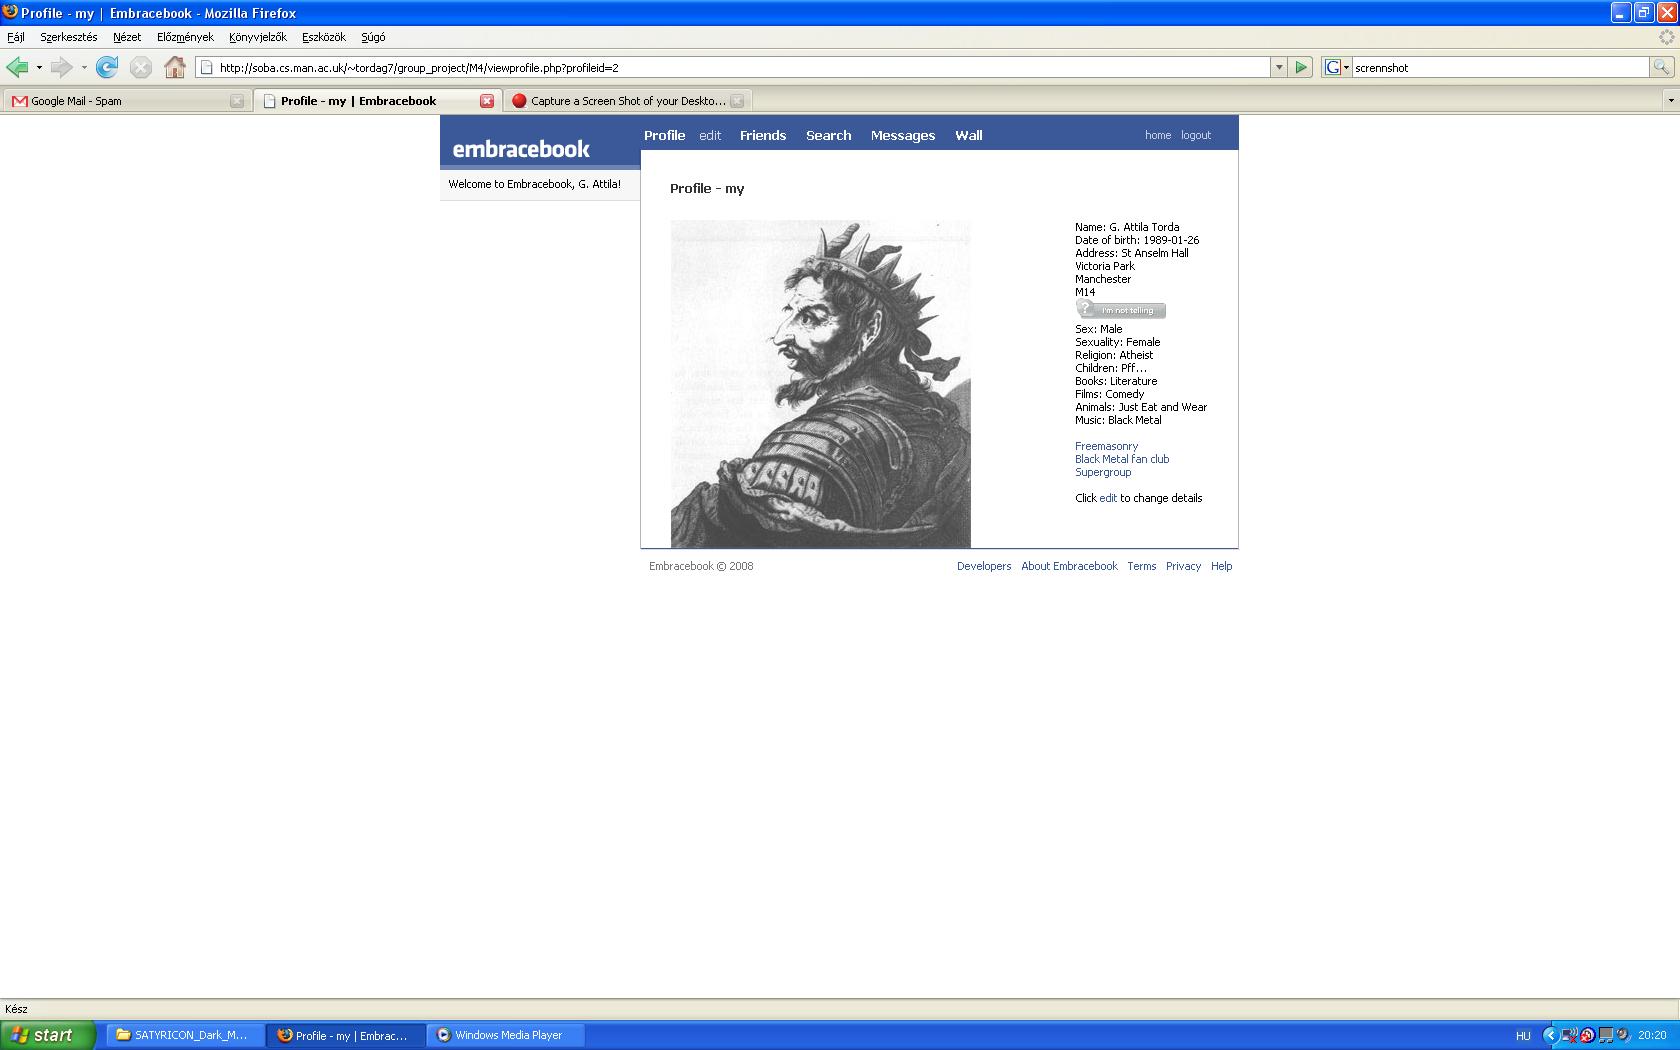 Profile - my | Embracebook - Mozilla Firefox
Fájl Szerkesztés Nézet Előzmények Könyvjelzők Eszközök Súgó
http://soba.cs.man.ac.uk/~tordag7/group_project/M4/viewprofile.php?profileid=2
G
scrennshot
Google Mail - Spam
Profile - my | Embracebook
Capture a Screen Shot of your Deskto...
embracebook
Profile edit Friends Search Messages Wall
home logout
Welcome to Embracebook, G. Attila!
Profile - my
Name: G. Attila Torda
Date of birth: 1989-01-26
Address: St Anselm Hall
Victoria Park
Manchester
M14
? I'm not telling
Sex: Male
Sexuality: Female
Religion: Atheist
Children: Pff...
Books: Literature
Films: Comedy
Animals: Just Eat and Wear
Music: Black Metal
Freemasonry
Black Metal fan club
Supergroup
Click edit to change details
Embracebook © 2008
Developers About Embracebook Terms Privacy Help
Kész
start
SATYRICON_Dark_M...
Profile - my | Embrac...
Windows Media Player
HU
20:20